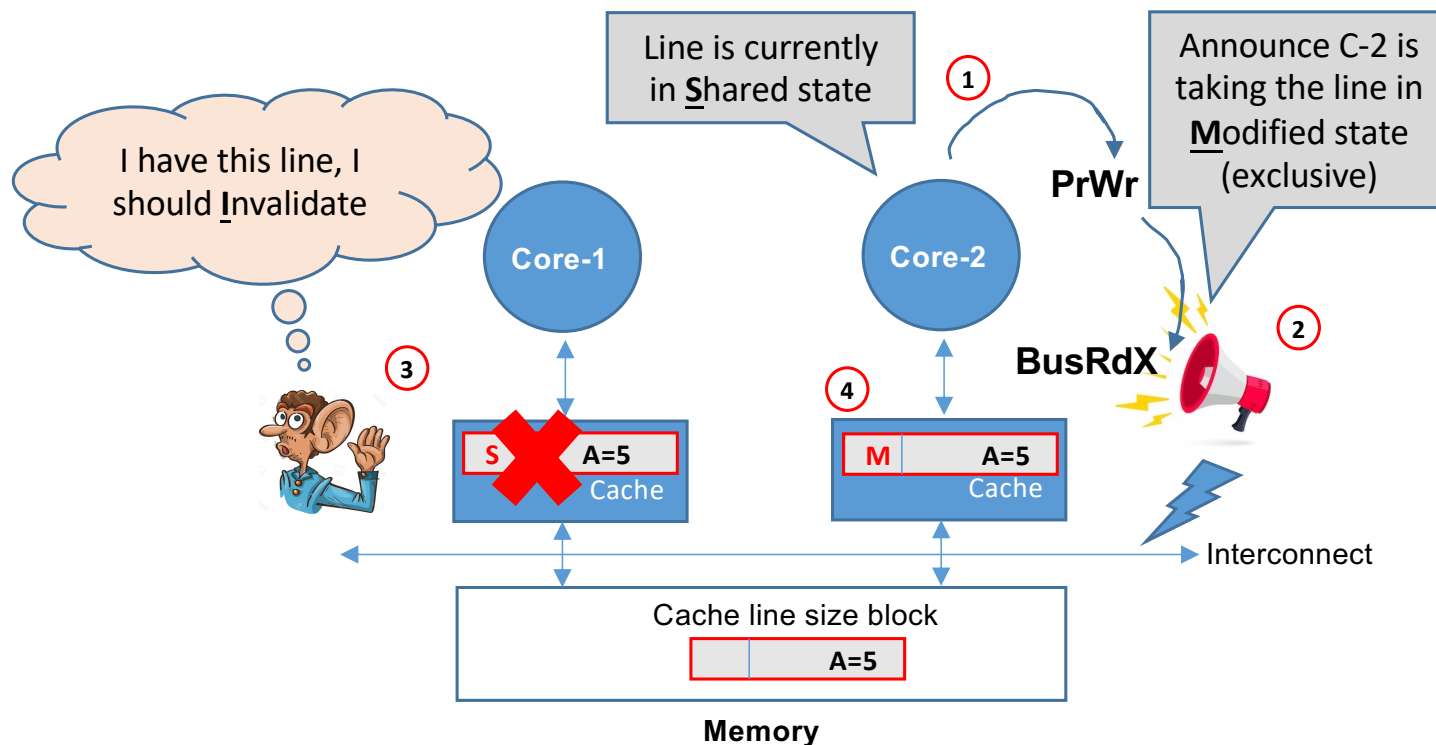 Line is currently
in Shared state
1
Announce C-2 is
taking the line in
Modified state
(exclusive)
I have this line, I
should Invalidate
PrWr
Core-1
Core-2
BusRdX
2
3
4
S
A=5
Cache
M
A=5
Cache
Interconnect
Cache line size block
A=5
Memory